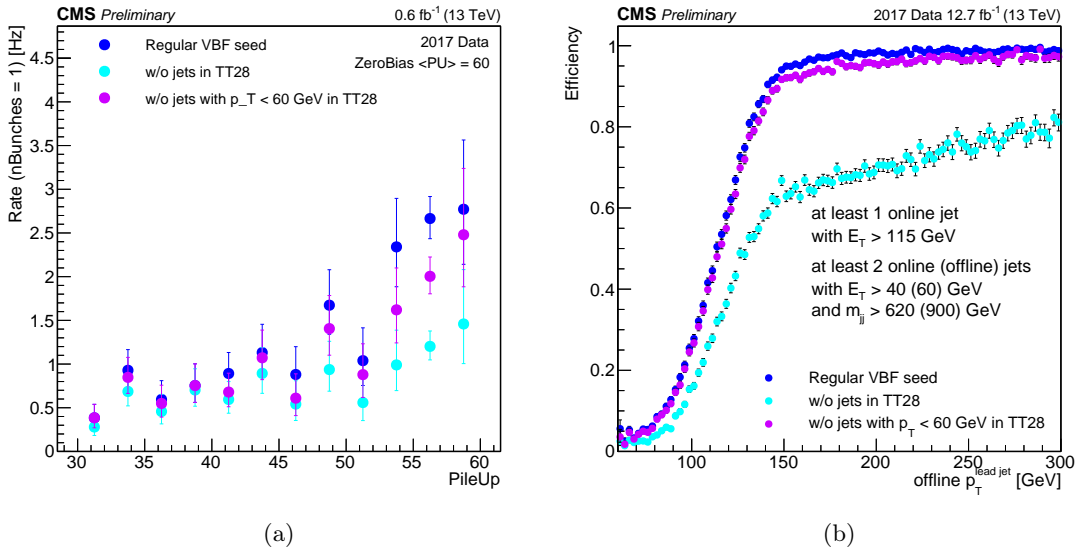 CMS Preliminary 0.6 fb⁻¹ (13 TeV)
Rate (nBunches = 1) [Hz]
4.5
4
3.5
3
2.5
2
1.5
1
0.5
0
Regular VBF seed
w/o jets in TT28
w/o jets with p_T < 60 GeV in TT28
2017 Data
ZeroBias <PU> = 60
30 35 40 45 50 55 60
PileUp
(a)
CMS Preliminary 2017 Data 12.7 fb⁻¹ (13 TeV)
Efficiency
1
0.8
0.6
0.4
0.2
0
at least 1 online jet
with E_T > 115 GeV
at least 2 online (offline) jets
with E_T > 40 (60) GeV
and m_jj > 620 (900) GeV
Regular VBF seed
w/o jets in TT28
w/o jets with p_T < 60 GeV in TT28
100 150 200 250 300
offline p_T^lead jet [GeV]
(b)